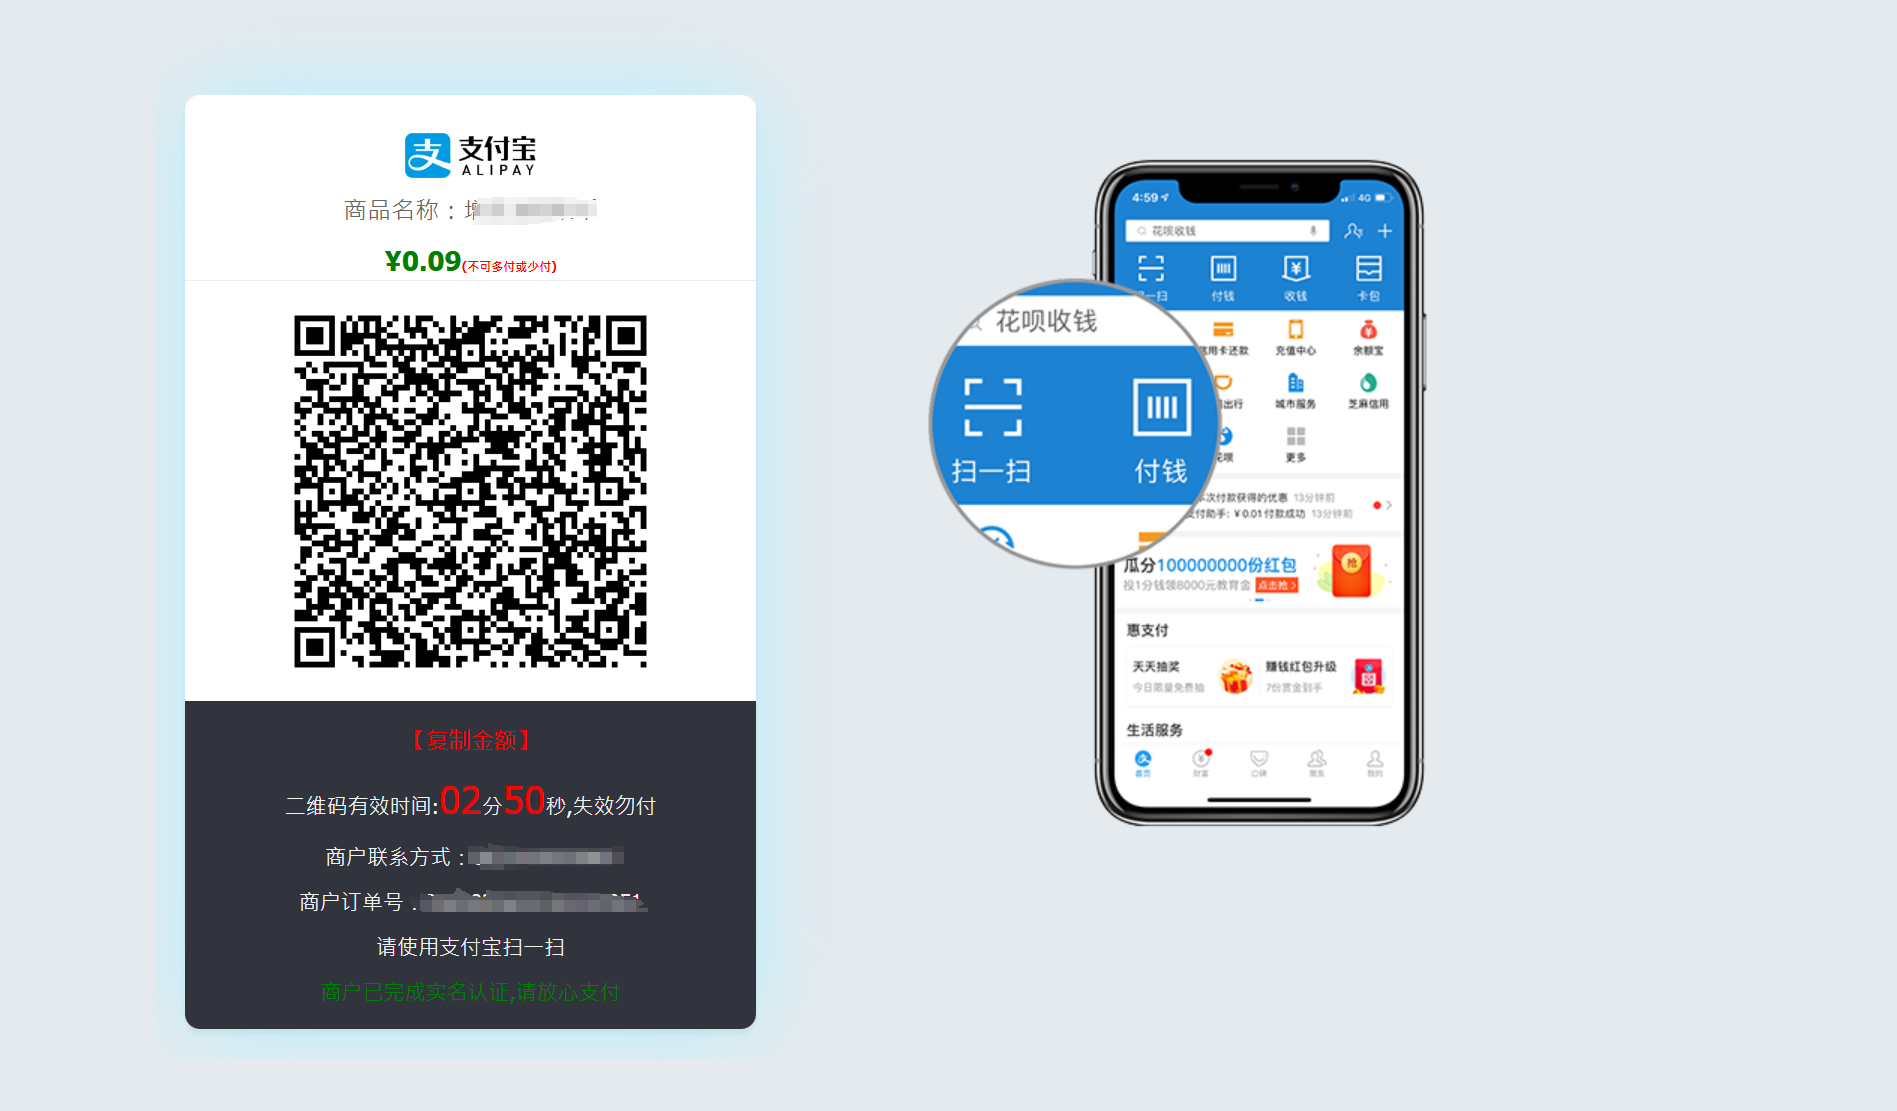 支付宝
ALIPAY
商品名称：
¥0.09(不可多付或少付)
【复制金额】
二维码有效时间:02分50秒,失效勿付
商户联系方式：
商户订单号
请使用支付宝扫一扫
商户已完成实名认证,请放心支付
4:59
4G
花呗收钱
扫一扫 付钱 收钱 卡包
花呗收钱
扫一扫 付钱
信用卡还款 充值中心 余额宝
出行 城市服务 芝麻信用
花呗 更多
本次付款获得的优惠 13分钟前
支付助手: ¥0.01付款成功 13分钟前
瓜分100000000份红包
投1分钱领8000元教育金 点击抢
抢
惠支付
天天抽奖 赚钱红包升级
今日限量免费抽 7份赏金到手
生活服务
首页 财富 口碑 朋友 我的